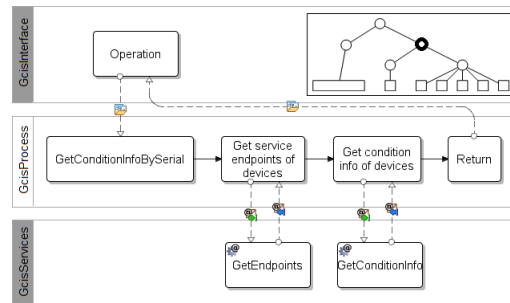 GcisInterface
Operation
GcisProcess
GetConditionInfoBySerial
Get service
endpoints of
devices
Get condition
info of devices
Return
GcisServices
GetEndpoints
GetConditionInfo